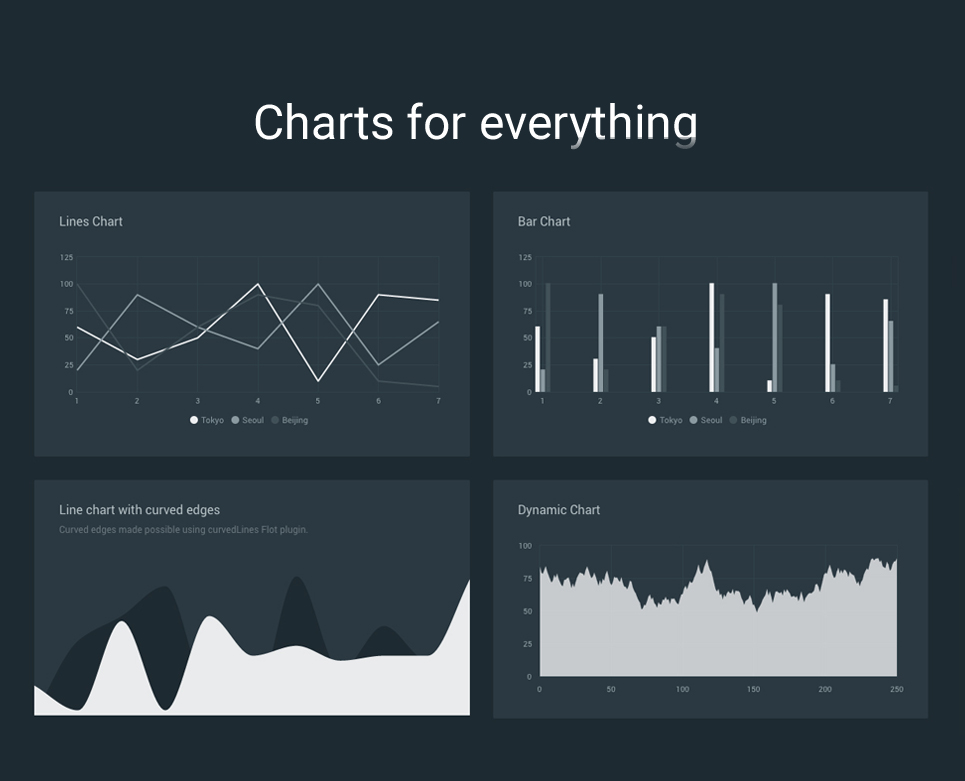 Charts for everything
Lines Chart
125
100
75
50
25
0
1 2 3 4 5 6 7
Tokyo Seoul Beijing
Bar Chart
125
100
75
50
25
0
1 2 3 4 5 6 7
Tokyo Seoul Beijing
Line chart with curved edges
Curved edges made possible using curvedLines Flot plugin.
Dynamic Chart
100
75
50
25
0
0 50 100 150 200 250